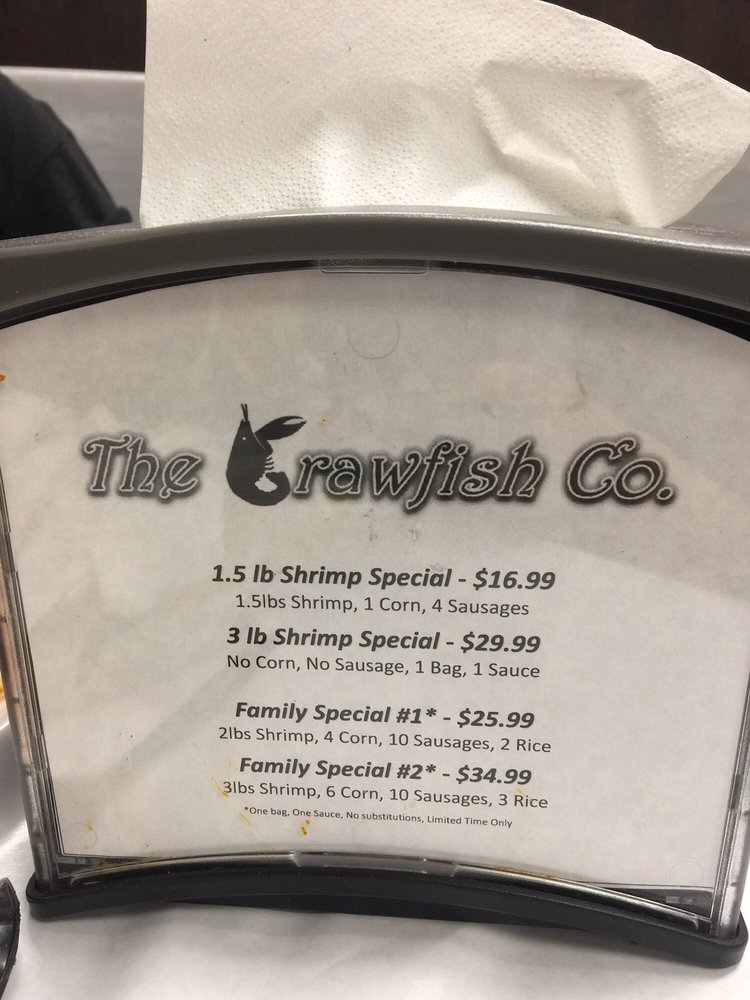 The Crawfish Co.
1.5 lb Shrimp Special - $16.99
1.5lbs Shrimp, 1 Corn, 4 Sausages
3 lb Shrimp Special - $29.99
No Corn, No Sausage, 1 Bag, 1 Sauce
Family Special #1* - $25.99
2lbs Shrimp, 4 Corn, 10 Sausages, 2 Rice
Family Special #2* - $34.99
3lbs Shrimp, 6 Corn, 10 Sausages, 3 Rice
*One bag, One Sauce, No substitutions, Limited Time Only